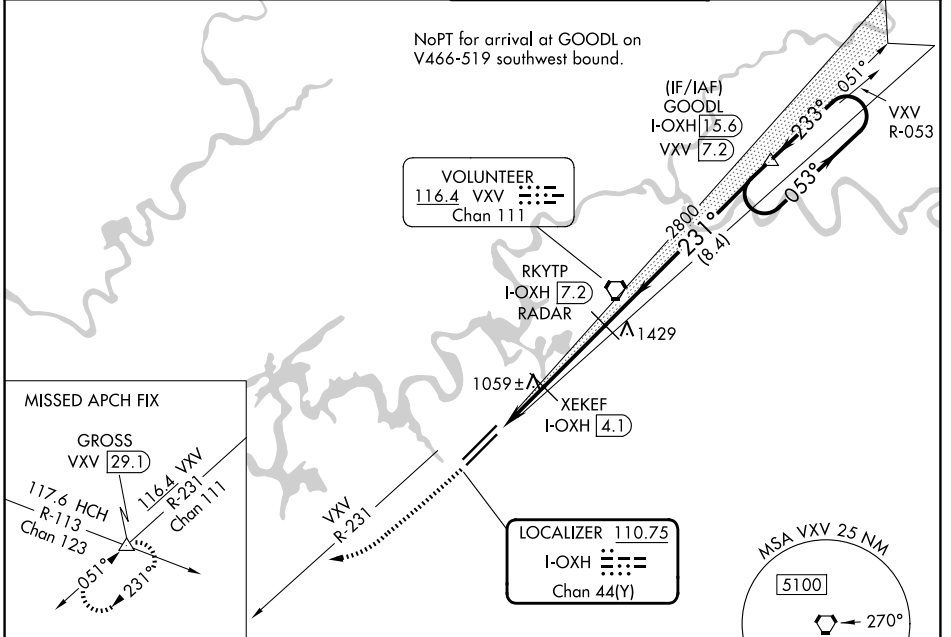 NoPT for arrival at GOODL on
V466-519 southwest bound.
(IF/IAF)
GOODL
I-OXH 15.6
VXV 7.2
051°
233°
053°
VXV
R-053
VOLUNTEER
116.4 VXV
Chan 111
2800
231°
(8.4)
RKYTP
I-OXH 7.2
RADAR
1429
1059±
XEKEF
I-OXH 4.1
MISSED APCH FIX
GROSS
VXV 29.1
117.6 HCH
R-113
Chan 123
116.4 VXV
R-231
Chan 111
051°
231°
VXV
R-231
LOCALIZER 110.75
I-OXH
Chan 44(Y)
MSA VXV 25 NM
5100
270°